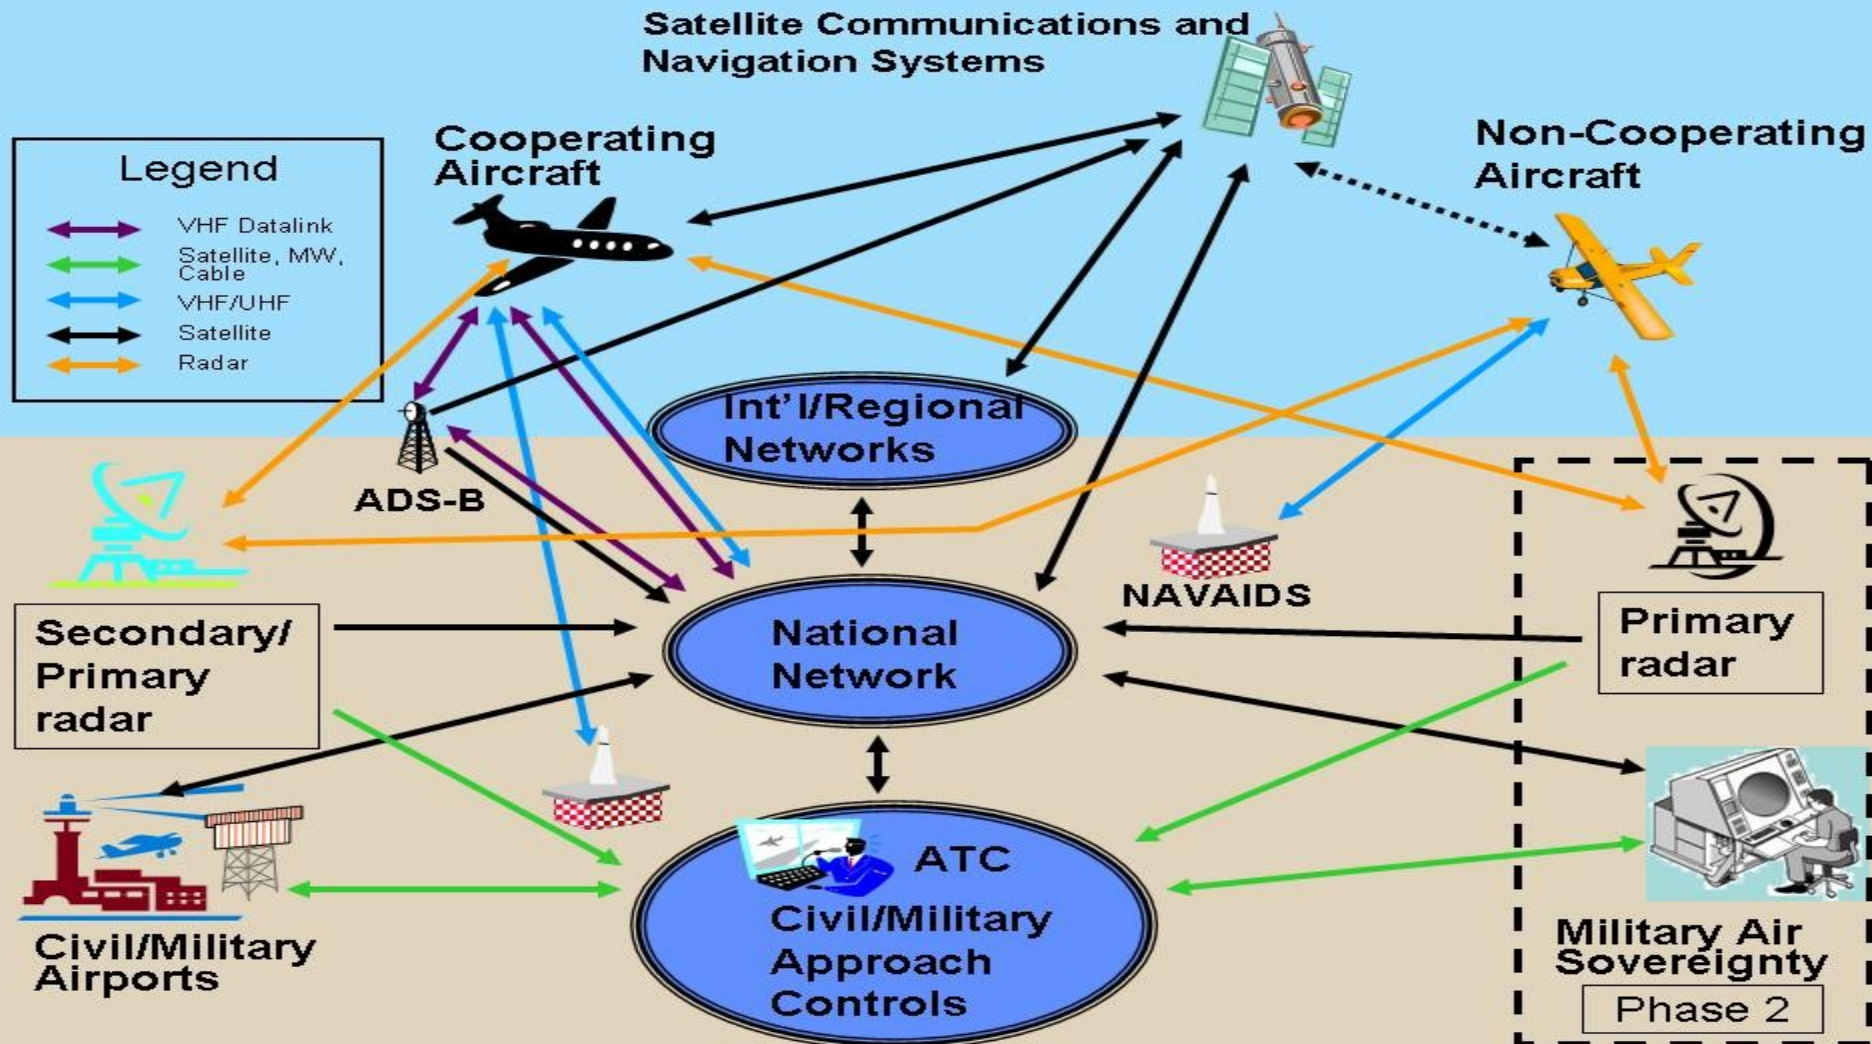 Satellite Communications and
Navigation Systems
Cooperating
Aircraft
Non-Cooperating
Aircraft
Legend
VHF Datalink
Satellite, MW,
Cable
VHF/UHF
Satellite
Radar
Int'l/Regional
Networks
ADS-B
NAVAIDS
Secondary/
Primary
radar
National
Network
Primary
radar
ATC
Civil/Military
Approach
Controls
Civil/Military
Airports
Military Air
Sovereignty
Phase 2